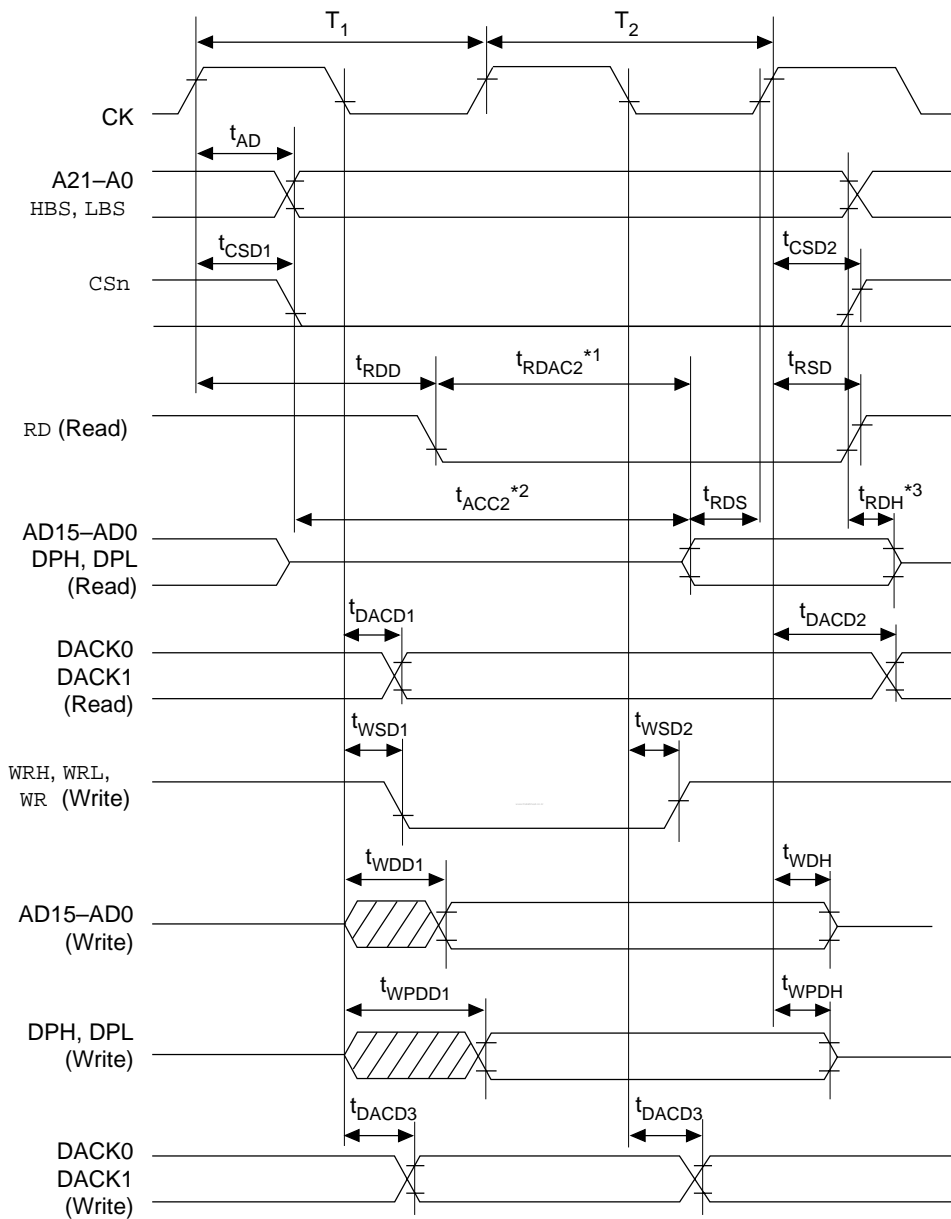 T1 T2
CK
tAD
A21–A0
HBS, LBS
tCSD1 tCSD2
CSn
tRDD tRDAC2*1 tRSD
RD (Read)
tACC2*2 tRDS tRDH*3
AD15–AD0
DPH, DPL
(Read)
tDACD1 tDACD2
DACK0
DACK1
(Read)
tWSD1 tWSD2
WRH, WRL,
WR (Write)
tWDD1 tWDH
AD15–AD0
(Write)
tWPDD1 tWPDH
DPH, DPL
(Write)
tDACD3 tDACD3
DACK0
DACK1
(Write)